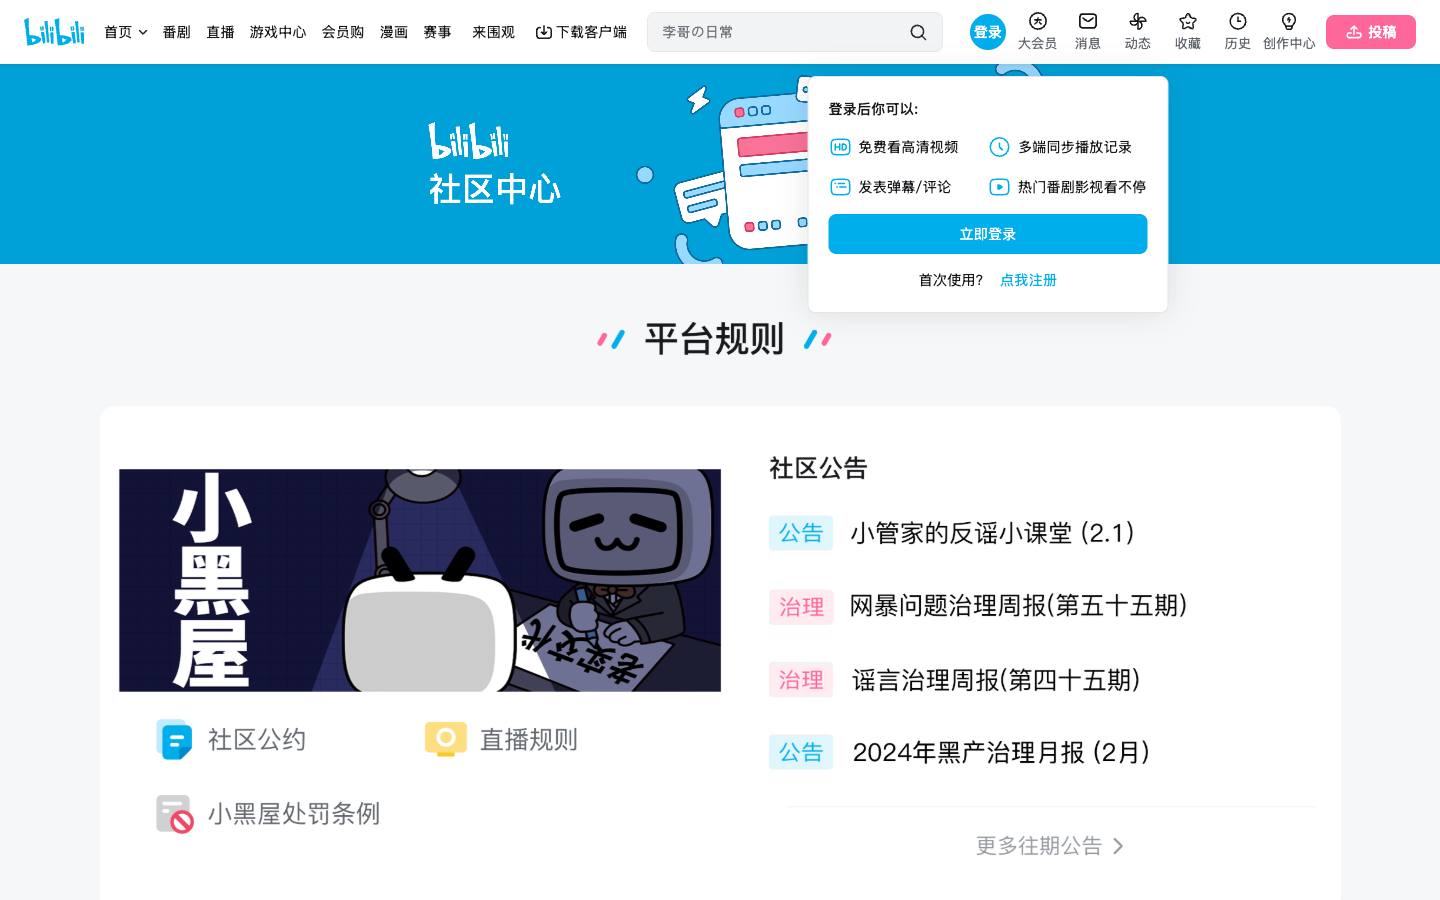 bilibili
首页
番剧
直播
游戏中心
会员购
漫画
赛事
来围观
下载客户端
李哥の日常
登录
大会员
消息
动态
收藏
历史
创作中心
投稿
bilibili
社区中心
登录后你可以:
HD 免费看高清视频
多端同步播放记录
发表弹幕/评论
热门番剧影视看不停
立即登录
首次使用? 点我注册
平台规则
小黑屋
社区公约
直播规则
小黑屋处罚条例
社区公告
公告 小管家的反谣小课堂 (2.1)
治理 网暴问题治理周报(第五十五期)
治理 谣言治理周报(第四十五期)
公告 2024年黑产治理月报 (2月)
更多往期公告